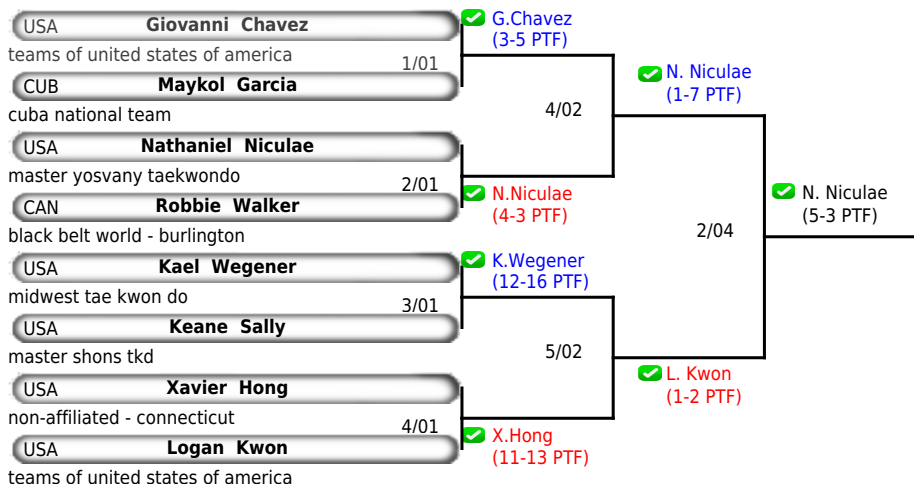 USA Giovanni Chavez
teams of united states of america
1/01
CUB Maykol Garcia
cuba national team
USA Nathaniel Niculae
master yosvany taekwondo
2/01
CAN Robbie Walker
black belt world - burlington
USA Kael Wegener
midwest tae kwon do
3/01
USA Keane Sally
master shons tkd
USA Xavier Hong
non-affiliated - connecticut
4/01
USA Logan Kwon
teams of united states of america
G.Chavez
(3-5 PTF)
4/02
N.Niculae
(4-3 PTF)
K.Wegener
(12-16 PTF)
5/02
X.Hong
(11-13 PTF)
N. Niculae
(1-7 PTF)
2/04
L. Kwon
(1-2 PTF)
N. Niculae
(5-3 PTF)